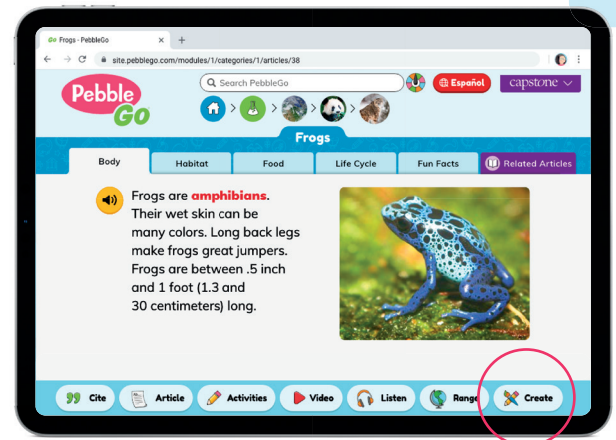 Go Frogs - PebbleGo
site.pebblego.com/modules/1/categories/1/articles/38
Pebble Go
Search PebbleGo
Español
capstone
Frogs
Body Habitat Food Life Cycle Fun Facts Related Articles
Frogs are amphibians.
Their wet skin can be
many colors. Long back legs
make frogs great jumpers.
Frogs are between .5 inch
and 1 foot (1.3 and
30 centimeters) long.
Cite Article Activities Video Listen Range Create